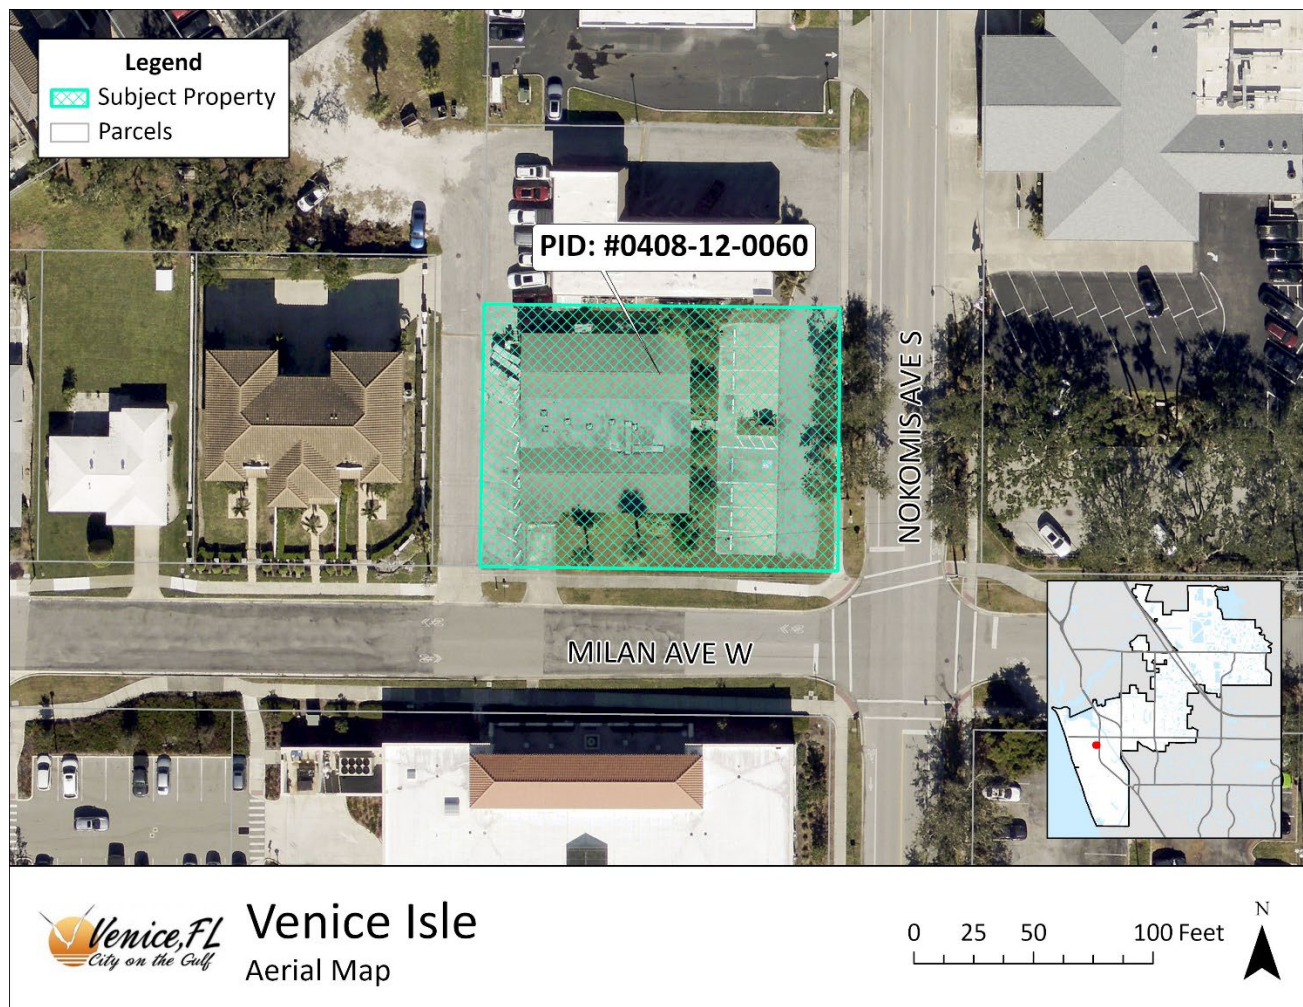 Legend
Subject Property
Parcels
PID: #0408-12-0060
NOKOMIS AVE S
MILAN AVE W
Venice,FL
City on the Gulf
Venice Isle
Aerial Map
0 25 50 100 Feet
N